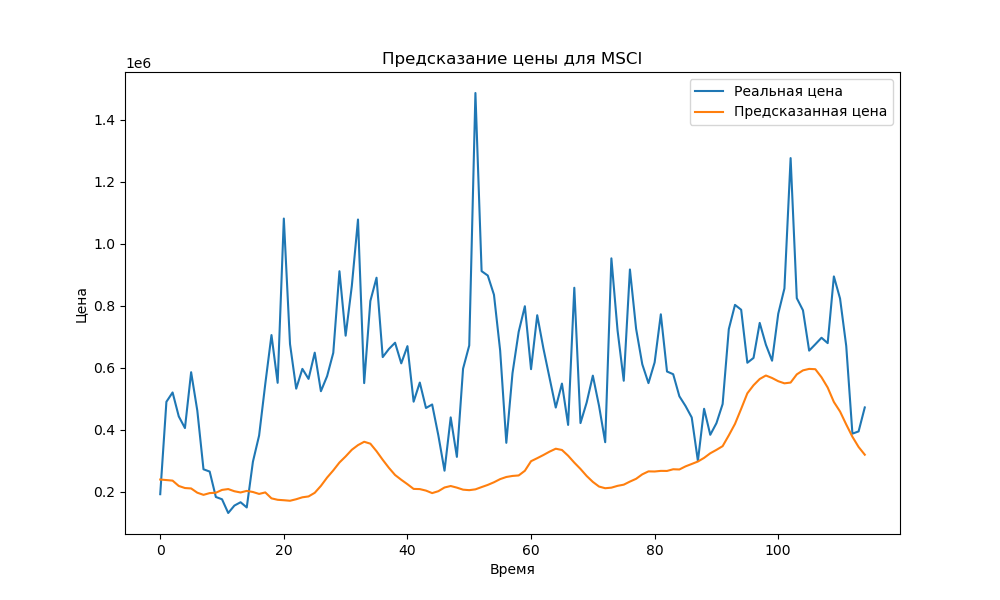 Предсказание цены для MSCI
1e6
Реальная цена
Предсказанная цена
1.4
1.2
1.0
0.8
0.6
0.4
0.2
Цена
0 20 40 60 80 100
Время